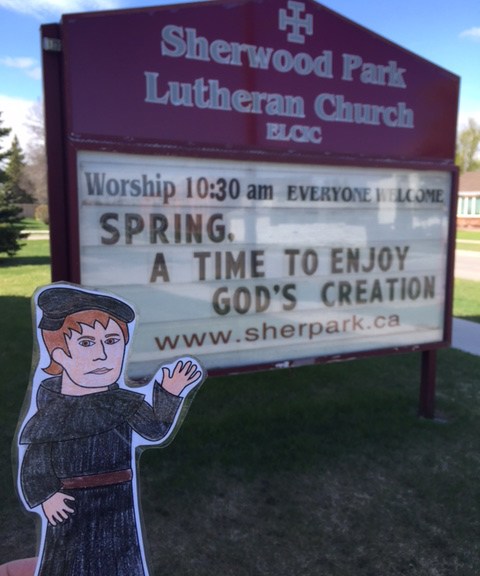 Sherwood Park
Lutheran Church
ELCIC
Worship 10:30 am EVERYONE WELCOME
SPRING.
A TIME TO ENJOY
GOD'S CREATION
www.sherpark.ca